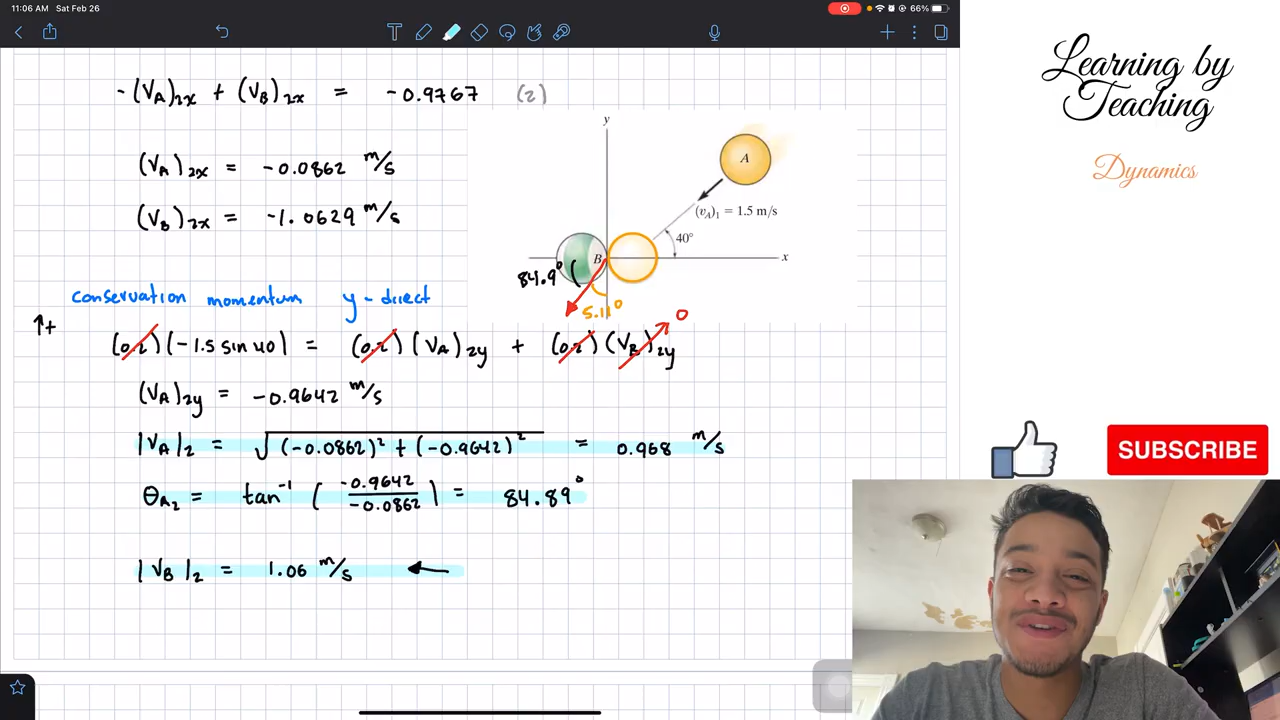 11:06 AM Sat Feb 26
66%
T
-(VA)2x + (VB)2x = -0.9767 (2)
(VA)2x = -0.0862 m/s
(VB)2x = -1.0629 m/s
y
A
(vA)1 = 1.5 m/s
40°
B
x
84.9°
5.11°
conservation momentum y-direct
↑+
(0.2)(-1.5 sin 40) = (0.2)(VA)2y + (0.2)(VB)2y 0
(VA)2y = -0.9642 m/s
|VA|2 = √(-0.0862)² + (-0.9642)² = 0.968 m/s
θA2 = tan⁻¹ (-0.9642/-0.0862) = 84.89°
|VB|2 = 1.06 m/s ←
Learning by
Teaching
Dynamics
SUBSCRIBE